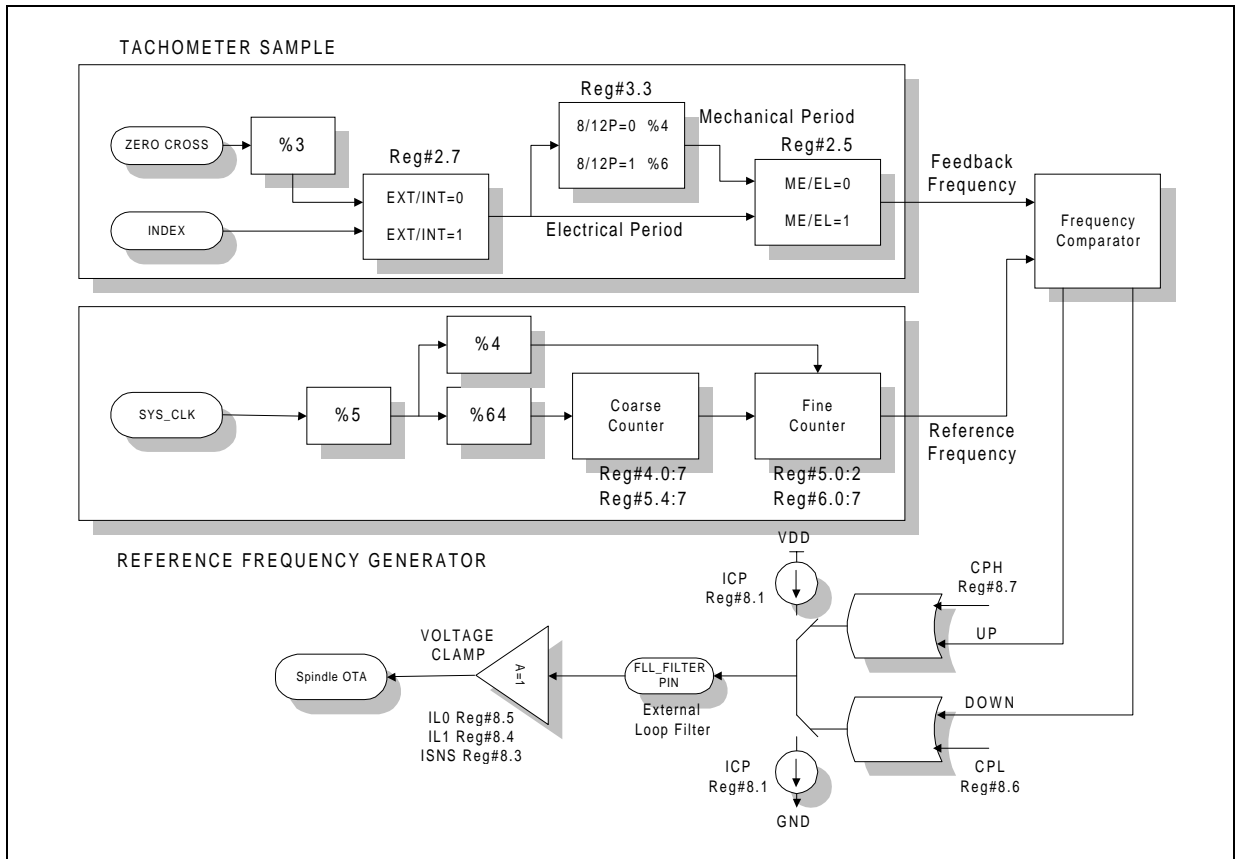 TACHOMETER SAMPLE
Reg#3.3
8/12P=0 %4
8/12P=1 %6
Mechanical Period
ZERO CROSS
%3
Reg#2.7
EXT/INT=0
EXT/INT=1
INDEX
Electrical Period
Reg#2.5
ME/EL=0
ME/EL=1
Feedback
Frequency
Frequency
Comparator
SYS_CLK
%5
%4
%64
Coarse
Counter
Reg#4.0:7
Reg#5.4:7
Fine
Counter
Reg#5.0:2
Reg#6.0:7
Reference
Frequency
REFERENCE FREQUENCY GENERATOR
VDD
ICP
Reg#8.1
CPH
Reg#8.7
UP
VOLTAGE
CLAMP
A=1
Spindle OTA
FLL_FILTER
PIN
External
Loop Filter
IL0 Reg#8.5
IL1 Reg#8.4
ISNS Reg#8.3
DOWN
ICP
Reg#8.1
CPL
Reg#8.6
GND